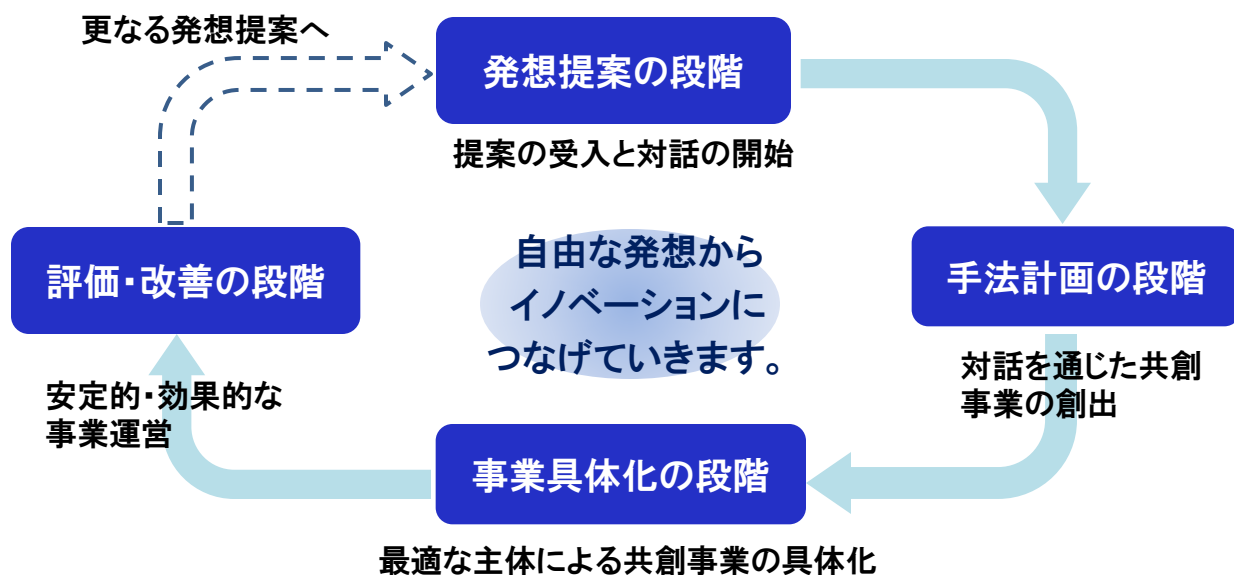 更なる発想提案へ
発想提案の段階
提案の受入と対話の開始
自由な発想から
イノベーションに
つなげていきます。
手法計画の段階
対話を通じた共創
事業の創出
事業具体化の段階
最適な主体による共創事業の具体化
評価・改善の段階
安定的・効果的な
事業運営